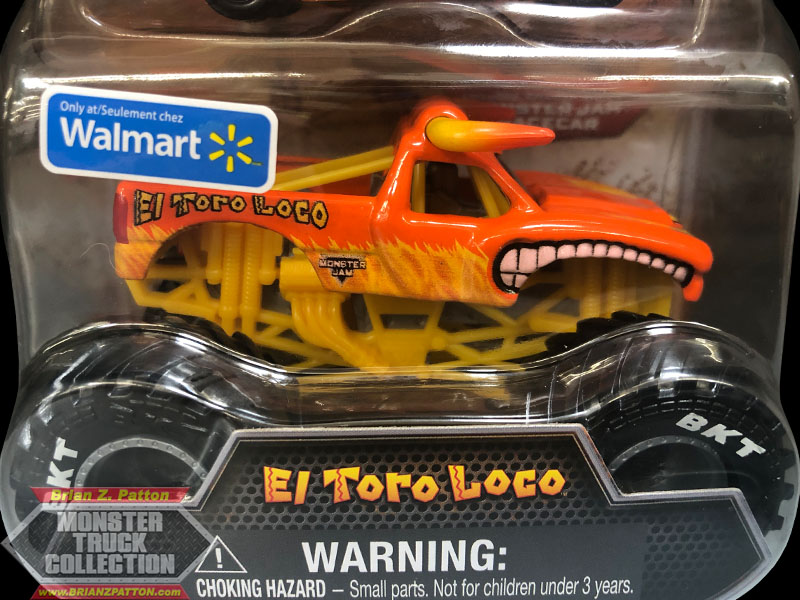 Only at/Seulement chez
Walmart
EL TORO LOCO
MONSTER
JAM
BKT
BKT
EL TORO LOCO
WARNING:
CHOKING HAZARD – Small parts. Not for children under 3 years.
Brian Z. Patton
MONSTER
TRUCK
COLLECTION
www.BRIANZPATTON.com